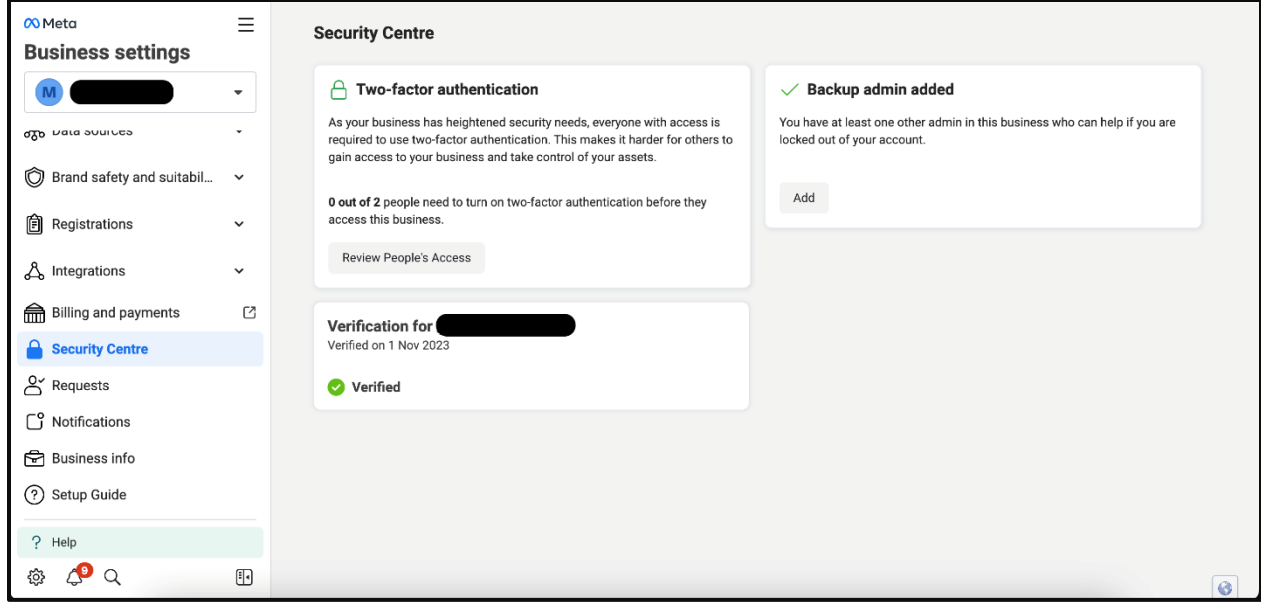 Meta
Business settings
M
Data sources
Brand safety and suitabil...
Registrations
Integrations
Billing and payments
Security Centre
Requests
Notifications
Business info
Setup Guide
? Help
9
Security Centre
Two-factor authentication
As your business has heightened security needs, everyone with access is
required to use two-factor authentication. This makes it harder for others to
gain access to your business and take control of your assets.
0 out of 2 people need to turn on two-factor authentication before they
access this business.
Review People's Access
Backup admin added
You have at least one other admin in this business who can help if you are
locked out of your account.
Add
Verification for
Verified on 1 Nov 2023
Verified